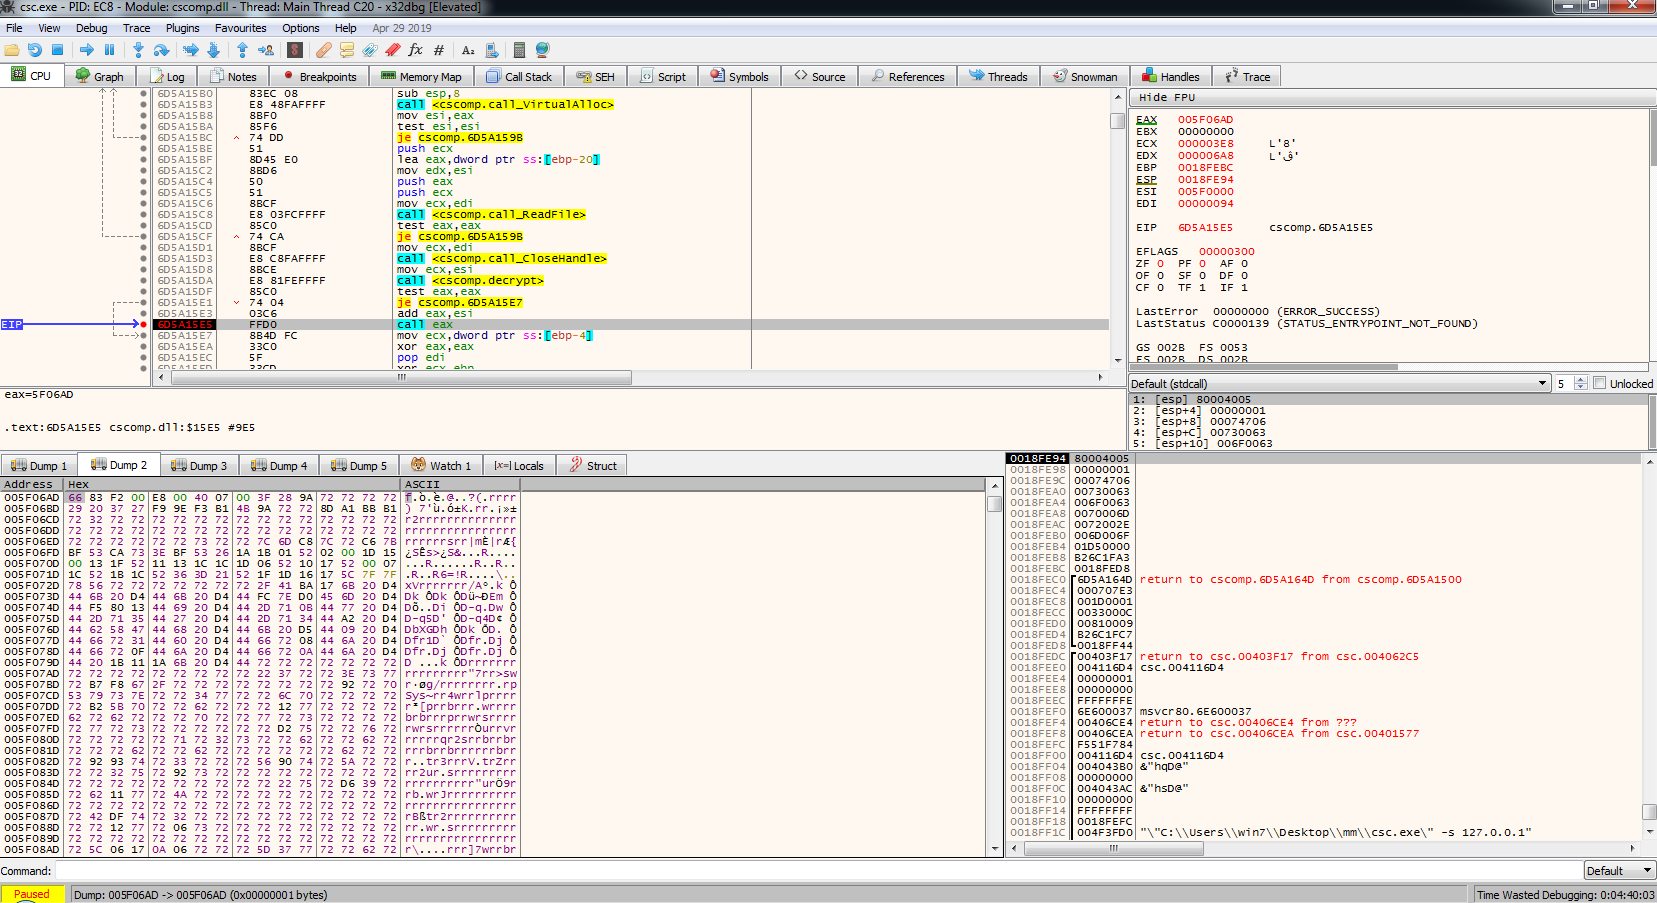 csc.exe - PID: EC8 - Module: cscomp.dll - Thread: Main Thread C20 - x32dbg [Elevated]
File View Debug Trace Plugins Favourites Options Help Apr 29 2019
CPU Graph Log Notes Breakpoints Memory Map Call Stack SEH Script Symbols Source References Threads Snowman Handles Trace
6D5A15B0 83EC 08 sub esp,8
6D5A15B3 E8 48FAFFFF call <cscomp.call_VirtualAlloc>
6D5A15B8 8BF0 mov esi,eax
6D5A15BA 85F6 test esi,esi
6D5A15BC 74 DD je cscomp.6D5A159B
6D5A15BE 51 push ecx
6D5A15BF 8D45 E0 lea eax,dword ptr ss:[ebp-20]
6D5A15C2 8BD6 mov edx,esi
6D5A15C4 50 push eax
6D5A15C5 51 push ecx
6D5A15C6 8BCF mov ecx,edi
6D5A15C8 E8 03FCFFFF call <cscomp.call_ReadFile>
6D5A15CD 85C0 test eax,eax
6D5A15CF 74 CA je cscomp.6D5A159B
6D5A15D1 8BCF mov ecx,edi
6D5A15D3 E8 C8FAFFFF call <cscomp.call_CloseHandle>
6D5A15D8 8BCE mov ecx,esi
6D5A15DA E8 81FEFFFF call <cscomp.decrypt>
6D5A15DF 85C0 test eax,eax
6D5A15E1 74 04 je cscomp.6D5A15E7
6D5A15E3 03C6 add eax,esi
EIP 6D5A15E5 FFD0 call eax
6D5A15E7 8B4D FC mov ecx,dword ptr ss:[ebp-4]
6D5A15EA 33C0 xor eax,eax
6D5A15EC 5F pop edi
6D5A15ED 33CD xor ecx,ebp
Hide FPU
EAX 005F06AD
EBX 00000000
ECX 000003E8 L'8'
EDX 000006A8 L'ڨ'
EBP 0018FEBC
ESP 0018FE94
ESI 005F0000
EDI 00000094
EIP 6D5A15E5 cscomp.6D5A15E5
EFLAGS 00000300
ZF 0 PF 0 AF 0
OF 0 SF 0 DF 0
CF 0 TF 1 IF 1
LastError 00000000 (ERROR_SUCCESS)
LastStatus C0000139 (STATUS_ENTRYPOINT_NOT_FOUND)
GS 002B FS 0053
ES 002B DS 002B
Default (stdcall) 5 Unlocked
1: [esp] 80004005
2: [esp+4] 00000001
3: [esp+8] 00074706
4: [esp+C] 00730063
5: [esp+10] 006F0063
eax=5F06AD
.text:6D5A15E5 cscomp.dll:$15E5 #9E5
Dump 1 Dump 2 Dump 3 Dump 4 Dump 5 Watch 1 [x=] Locals Struct
Address Hex ASCII
005F06AD 66 83 F2 00 E8 00 40 07 00 3F 28 9A 72 72 72 72 f.ò.è.@..?(.rrrr
005F06BD 29 20 37 27 F9 9E F3 B1 4B 9A 72 72 8D A1 BB B1 ) 7'ù.ó±K.rr.¡»±
005F06CD 72 32 72 72 72 72 72 72 72 72 72 72 72 72 72 72 r2rrrrrrrrrrrrrr
005F06DD 72 72 72 72 72 72 72 72 72 72 72 72 72 72 72 72 rrrrrrrrrrrrrrrr
005F06ED 72 72 72 72 72 72 73 72 72 7C 6D C8 7C 72 C6 7B rrrrrrsrr|mÈ|rÆ{
005F06FD BF 53 CA 73 3E BF 53 26 1A 1B 01 52 02 00 1D 15 ¿SÊs>¿S&...R....
005F070D 00 13 1F 52 11 13 1C 1C 1D 06 52 10 17 52 00 07 ...R......R..R..
005F071D 1C 52 1B 1C 52 36 3D 21 52 1F 1D 16 17 5C 7F 7F .R..R6=!R....\..
005F072D 78 56 72 72 72 72 72 72 72 2F 41 BA 17 6B 20 D4 xVrrrrrrr/Aº.k Ô
005F073D 44 6B 20 D4 44 6B 20 D4 44 FC 7E D0 45 6D 20 D4 Dk ÔDk ÔDü~ÐEm Ô
005F074D 44 F5 80 13 44 69 20 D4 44 2D 71 0B 44 77 20 D4 Dõ..Di ÔD-q.Dw Ô
005F075D 44 2D 71 35 44 27 20 D4 44 2D 71 34 44 A2 20 D4 D-q5D' ÔD-q4D¢ Ô
005F076D 44 62 58 47 44 68 20 D4 44 6B 20 D5 44 09 20 D4 DbXGDh ÔDk ÕD. Ô
005F077D 44 66 72 31 44 60 20 D4 44 66 72 08 44 6A 20 D4 Dfr1D` ÔDfr.Dj Ô
005F078D 44 66 72 0F 44 6A 20 D4 44 66 72 0A 44 6A 20 D4 Dfr.Dj ÔDfr.Dj Ô
005F079D 44 20 1B 11 1A 6B 20 D4 44 72 72 72 72 72 72 72 D ...k ÔDrrrrrrr
005F07AD 72 72 72 72 72 72 72 72 72 22 37 72 72 3E 73 77 rrrrrrrrr"7rr>sw
005F07BD 72 B7 F8 67 2F 72 72 72 72 72 72 72 72 92 72 70 r·øg/rrrrrrrr.rp
005F07CD 53 79 73 7E 72 72 34 77 72 72 6C 70 72 72 72 72 Sys~rr4wrrlprrrr
005F07DD 72 B2 5B 70 72 72 62 72 72 72 12 77 72 72 72 72 r²[prrbrrr.wrrrr
005F07ED 62 72 62 72 72 72 70 72 72 77 72 73 72 72 72 72 brbrrrprrwrsrrrr
005F07FD 72 77 72 73 72 72 72 72 72 72 D2 75 72 72 76 72 rwrsrrrrrrÒurrvr
005F080D 72 72 72 72 72 71 72 32 73 72 72 62 72 72 62 72 rrrrrqr2srrbrrbr
005F081D 72 72 72 62 72 72 62 72 72 72 72 72 62 72 72 72 rrrbrrbrrrrrbrrr
005F082D 72 92 93 74 72 33 72 72 72 56 90 74 72 5A 72 72 r..tr3rrrV.trZrr
005F083D 72 72 32 75 72 92 73 72 72 72 72 72 72 72 72 72 rr2ur.srrrrrrrrr
005F084D 72 72 72 72 72 72 72 72 72 72 22 75 72 D6 39 72 rrrrrrrrrr"urÖ9r
005F085D 72 62 11 77 72 4A 72 72 72 72 72 72 72 72 72 72 rb.wrJrrrrrrrrrr
005F086D 72 72 72 72 72 72 72 72 72 72 72 72 72 72 72 72 rrrrrrrrrrrrrrrr
005F087D 72 42 DF 74 72 32 72 72 72 72 72 72 72 72 72 72 rBßtr2rrrrrrrrrr
005F088D 72 72 12 77 72 06 73 72 72 72 72 72 72 72 72 72 rr.wr.srrrrrrrrr
005F089D 72 72 72 72 72 72 72 72 72 72 72 72 72 72 72 72 rrrrrrrrrrrrrrrr
005F08AD 72 5C 06 17 0A 06 72 72 72 5D 37 77 72 72 62 72 r\....rrr]7wrrbr
0018FE94 80004005
0018FE98 00000001
0018FE9C 00074706
0018FEA0 00730063
0018FEA4 006F0063
0018FEA8 0070006D
0018FEAC 0072002E
0018FEB0 006D006F
0018FEB4 01D50000
0018FEB8 B26C1FA3
0018FEBC 0018FED8
0018FEC0 6D5A164D return to cscomp.6D5A164D from cscomp.6D5A1500
0018FEC4 000707E3
0018FEC8 001D0001
0018FECC 0033000C
0018FED0 00810009
0018FED4 B26C1FC7
0018FED8 0018FF44
0018FEDC 00403F17 return to csc.00403F17 from csc.004062C5
0018FEE0 004116D4 csc.004116D4
0018FEE4 00000001
0018FEE8 00000000
0018FEEC FFFFFFFE
0018FEF0 6E600037 msvcr80.6E600037
0018FEF4 00406CE4 return to csc.00406CE4 from ???
0018FEF8 00406CEA return to csc.00406CEA from csc.00401577
0018FEFC F551F784
0018FF00 004116D4 csc.004116D4
0018FF04 004043B0 &"hqD@"
0018FF08 00000000
0018FF0C 004043AC &"hsD@"
0018FF10 00000000
0018FF14 FFFFFFFF
0018FF18 0018FEFC
0018FF1C 004F3FD0 "\"C:\\Users\\win7\\Desktop\\mm\\csc.exe\" -s 127.0.0.1"
Command: Default
Paused Dump: 005F06AD -> 005F06AD (0x00000001 bytes) Time Wasted Debugging: 0:04:40:03